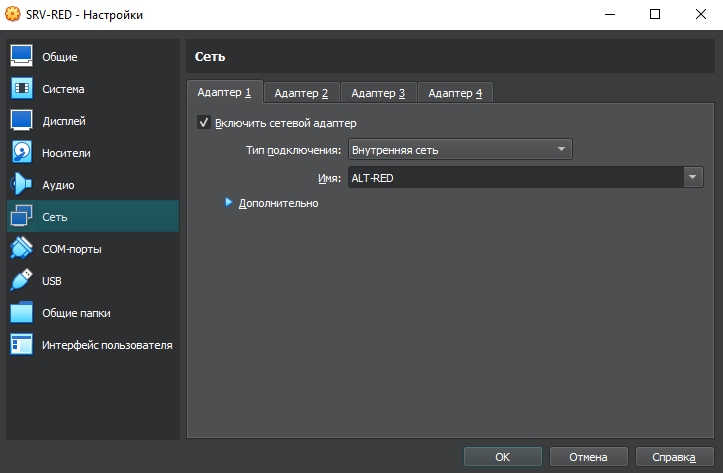 SRV-RED - Настройки
Общие
Система
Дисплей
Носители
Аудио
Сеть
COM-порты
USB
Общие папки
Интерфейс пользователя
Сеть
Адаптер 1 Адаптер 2 Адаптер 3 Адаптер 4
Включить сетевой адаптер
Тип подключения: Внутренняя сеть
Имя: ALT-RED
Дополнительно
OK Отмена Справка